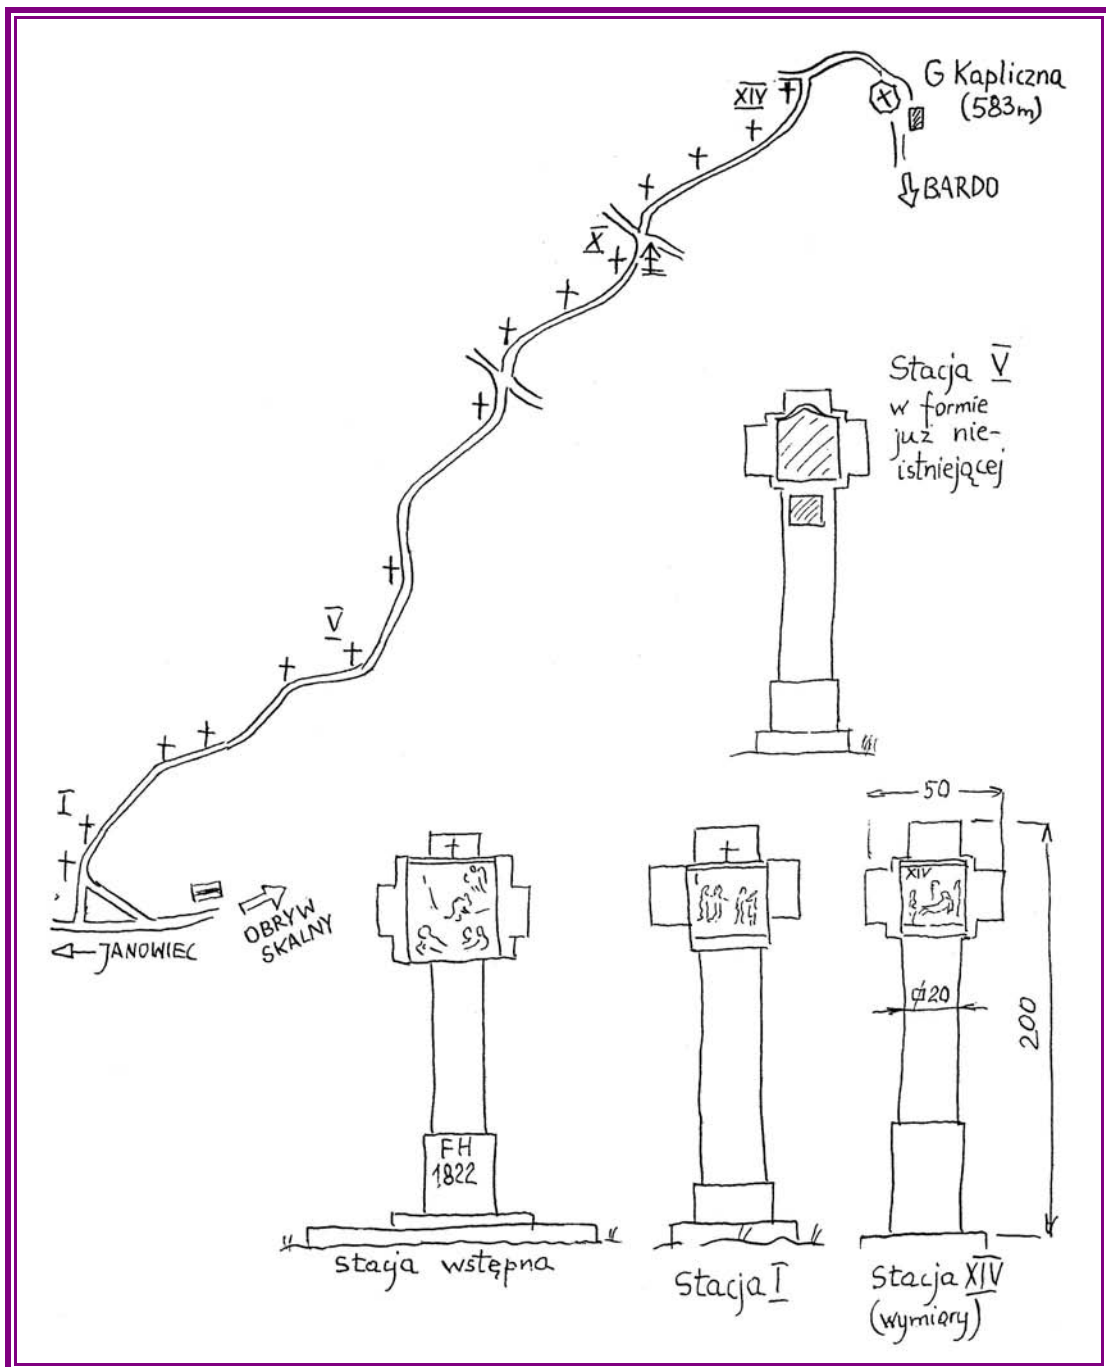 G Kapliczna
(583m)
XIV
BARDO
X
Stacja V
w formie
już nie-
istniejącej
V
I
50
OBRYW
SKALNY
JANOWIEC
I
XIV
20
200
FH
1822
stacja wstępna
Stacja I
Stacja XIV
(wymiary)